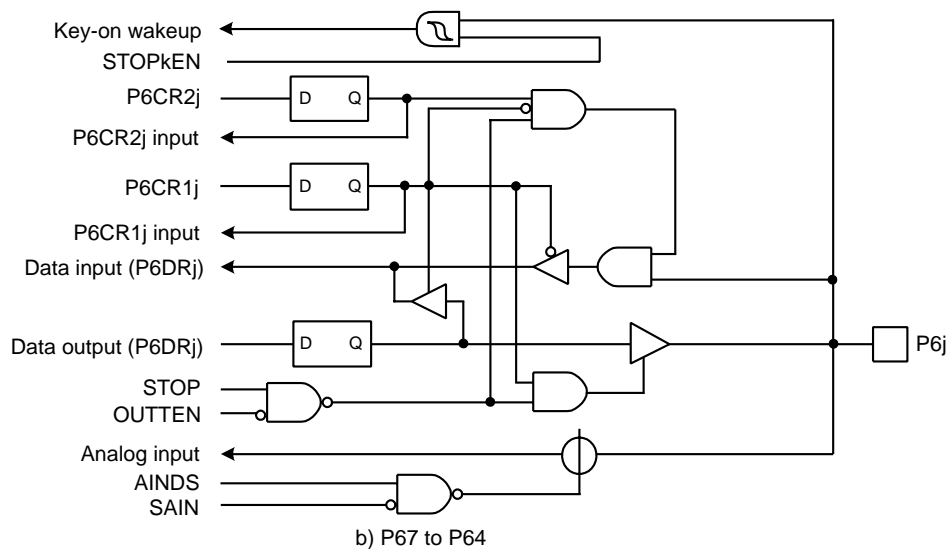 Key-on wakeup
STOPkEN
P6CR2j
D Q
P6CR2j input
P6CR1j
D Q
P6CR1j input
Data input (P6DRj)
Data output (P6DRj)
D Q
P6j
STOP
OUTTEN
Analog input
AINDS
SAIN
b) P67 to P64